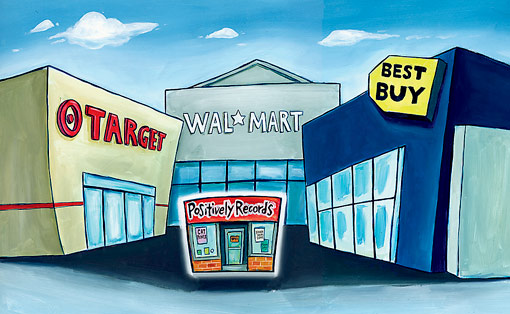 TARGET
WAL★MART
BEST
BUY
Positively Records